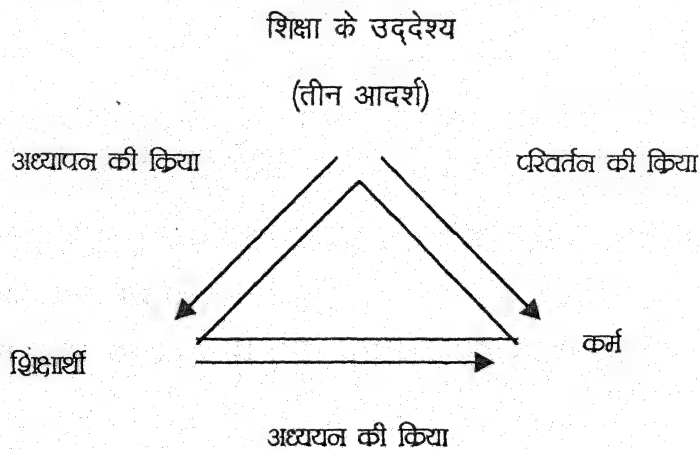 शिक्षा के उद्देश्य
(तीन आदर्श)
अध्यापन की क्रिया
परिवर्तन की क्रिया
शिक्षार्थी
कर्म
अध्ययन की क्रिया